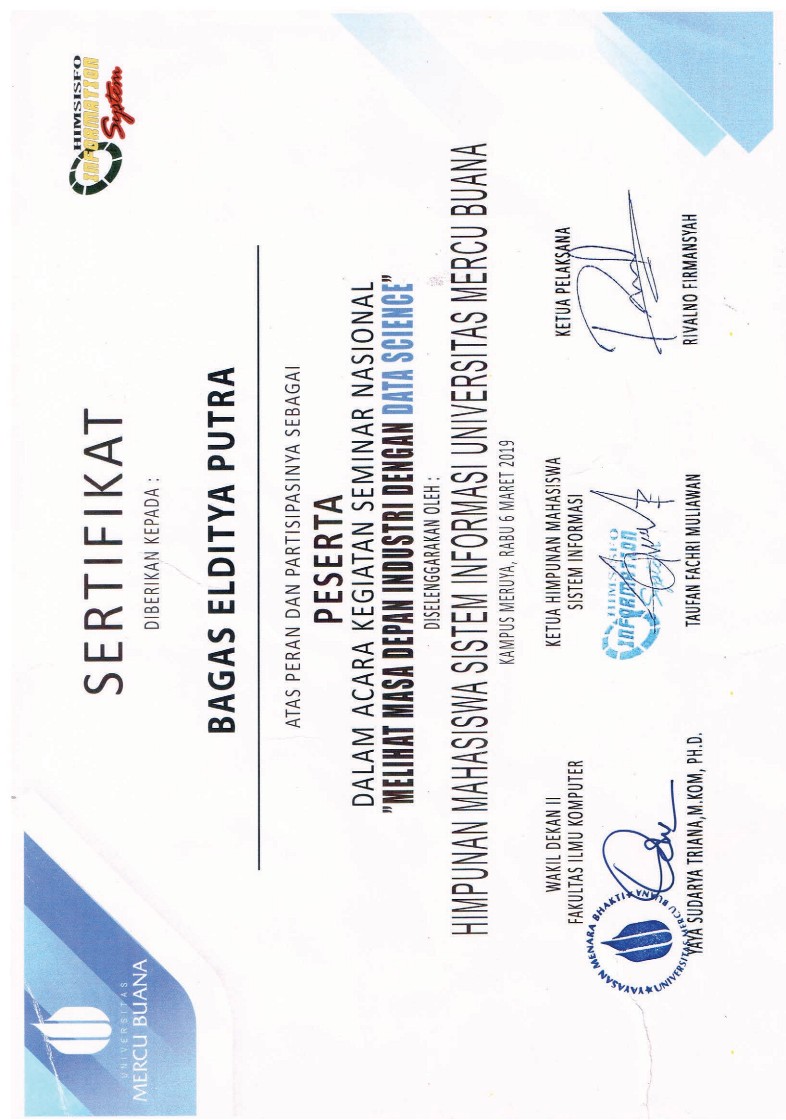 UNIVERSITAS
MERCU BUANA
HIMSISFO
INFORMATION
System
SERTIFIKAT
DIBERIKAN KEPADA :
BAGAS ELDITYA PUTRA
ATAS PERAN DAN PARTISIPASINYA SEBAGAI
PESERTA
DALAM ACARA KEGIATAN SEMINAR NASIONAL
"MELIHAT MASA DEPAN INDUSTRI DENGAN DATA SCIENCE"
DISELENGGARAKAN OLEH :
HIMPUNAN MAHASISWA SISTEM INFORMASI UNIVERSITAS MERCU BUANA
KAMPUS MERUYA, RABU 6 MARET 2019
WAKIL DEKAN II
FAKULTAS ILMU KOMPUTER
YAYASAN MENARA BHAKTI
UNIVERSITAS MERCU BUANA
YAYA SUDARYA TRIANA,M.KOM, PH.D.
KETUA HIMPUNAN MAHASISWA
SISTEM INFORMASI
HIMSISFO
INFORMATION
System
TAUFAN FACHRI MULIAWAN
KETUA PELAKSANA
RIVALNO FIRMANSYAH